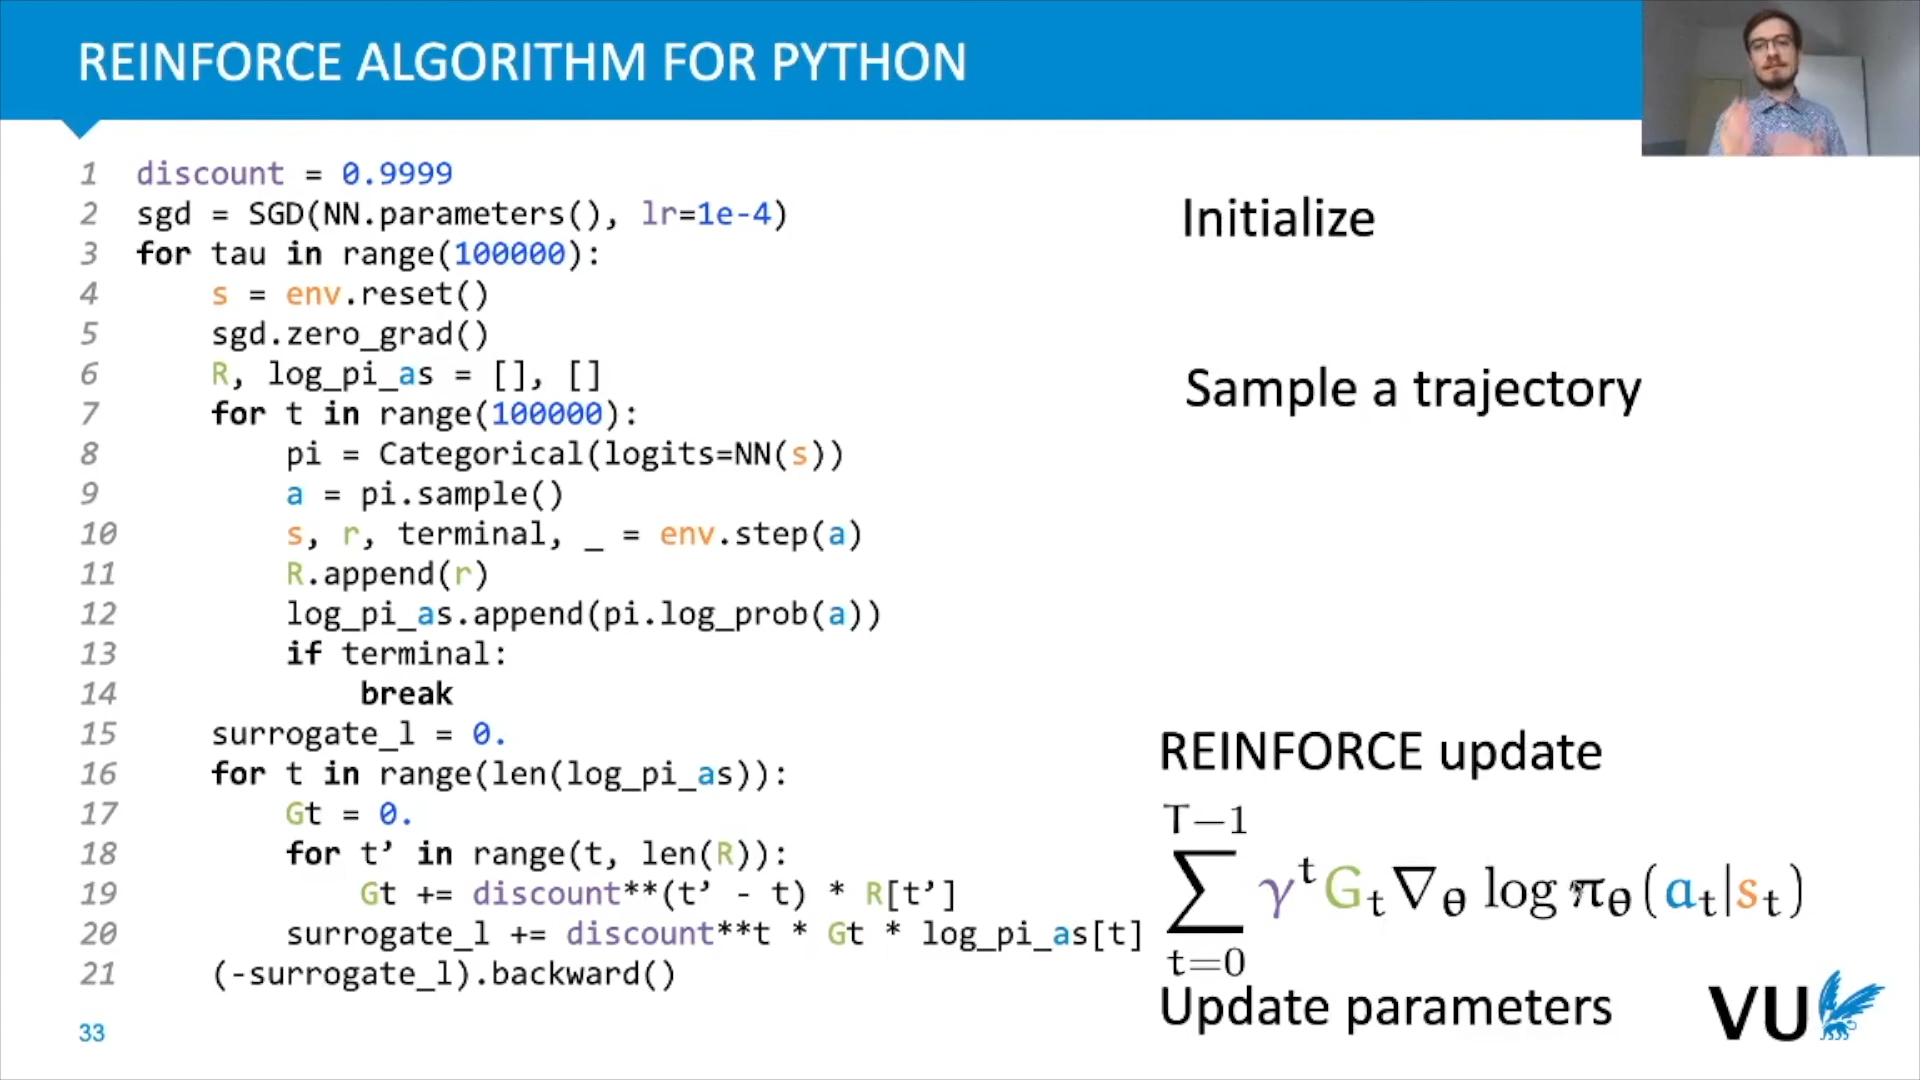 REINFORCE ALGORITHM FOR PYTHON
1 discount = 0.9999
2 sgd = SGD(NN.parameters(), lr=1e-4)
3 for tau in range(100000):
4 s = env.reset()
5 sgd.zero_grad()
6 R, log_pi_as = [], []
7 for t in range(100000):
8 pi = Categorical(logits=NN(s))
9 a = pi.sample()
10 s, r, terminal, _ = env.step(a)
11 R.append(r)
12 log_pi_as.append(pi.log_prob(a))
13 if terminal:
14 break
15 surrogate_l = 0.
16 for t in range(len(log_pi_as)):
17 Gt = 0.
18 for t’ in range(t, len(R)):
19 Gt += discount**(t’ - t) * R[t’]
20 surrogate_l += discount**t * Gt * log_pi_as[t]
21 (-surrogate_l).backward()
Initialize
Sample a trajectory
REINFORCE update
T−1
∑ γ^t G_t ∇_θ log π_θ(a_t|s_t)
t=0
Update parameters
33
VU